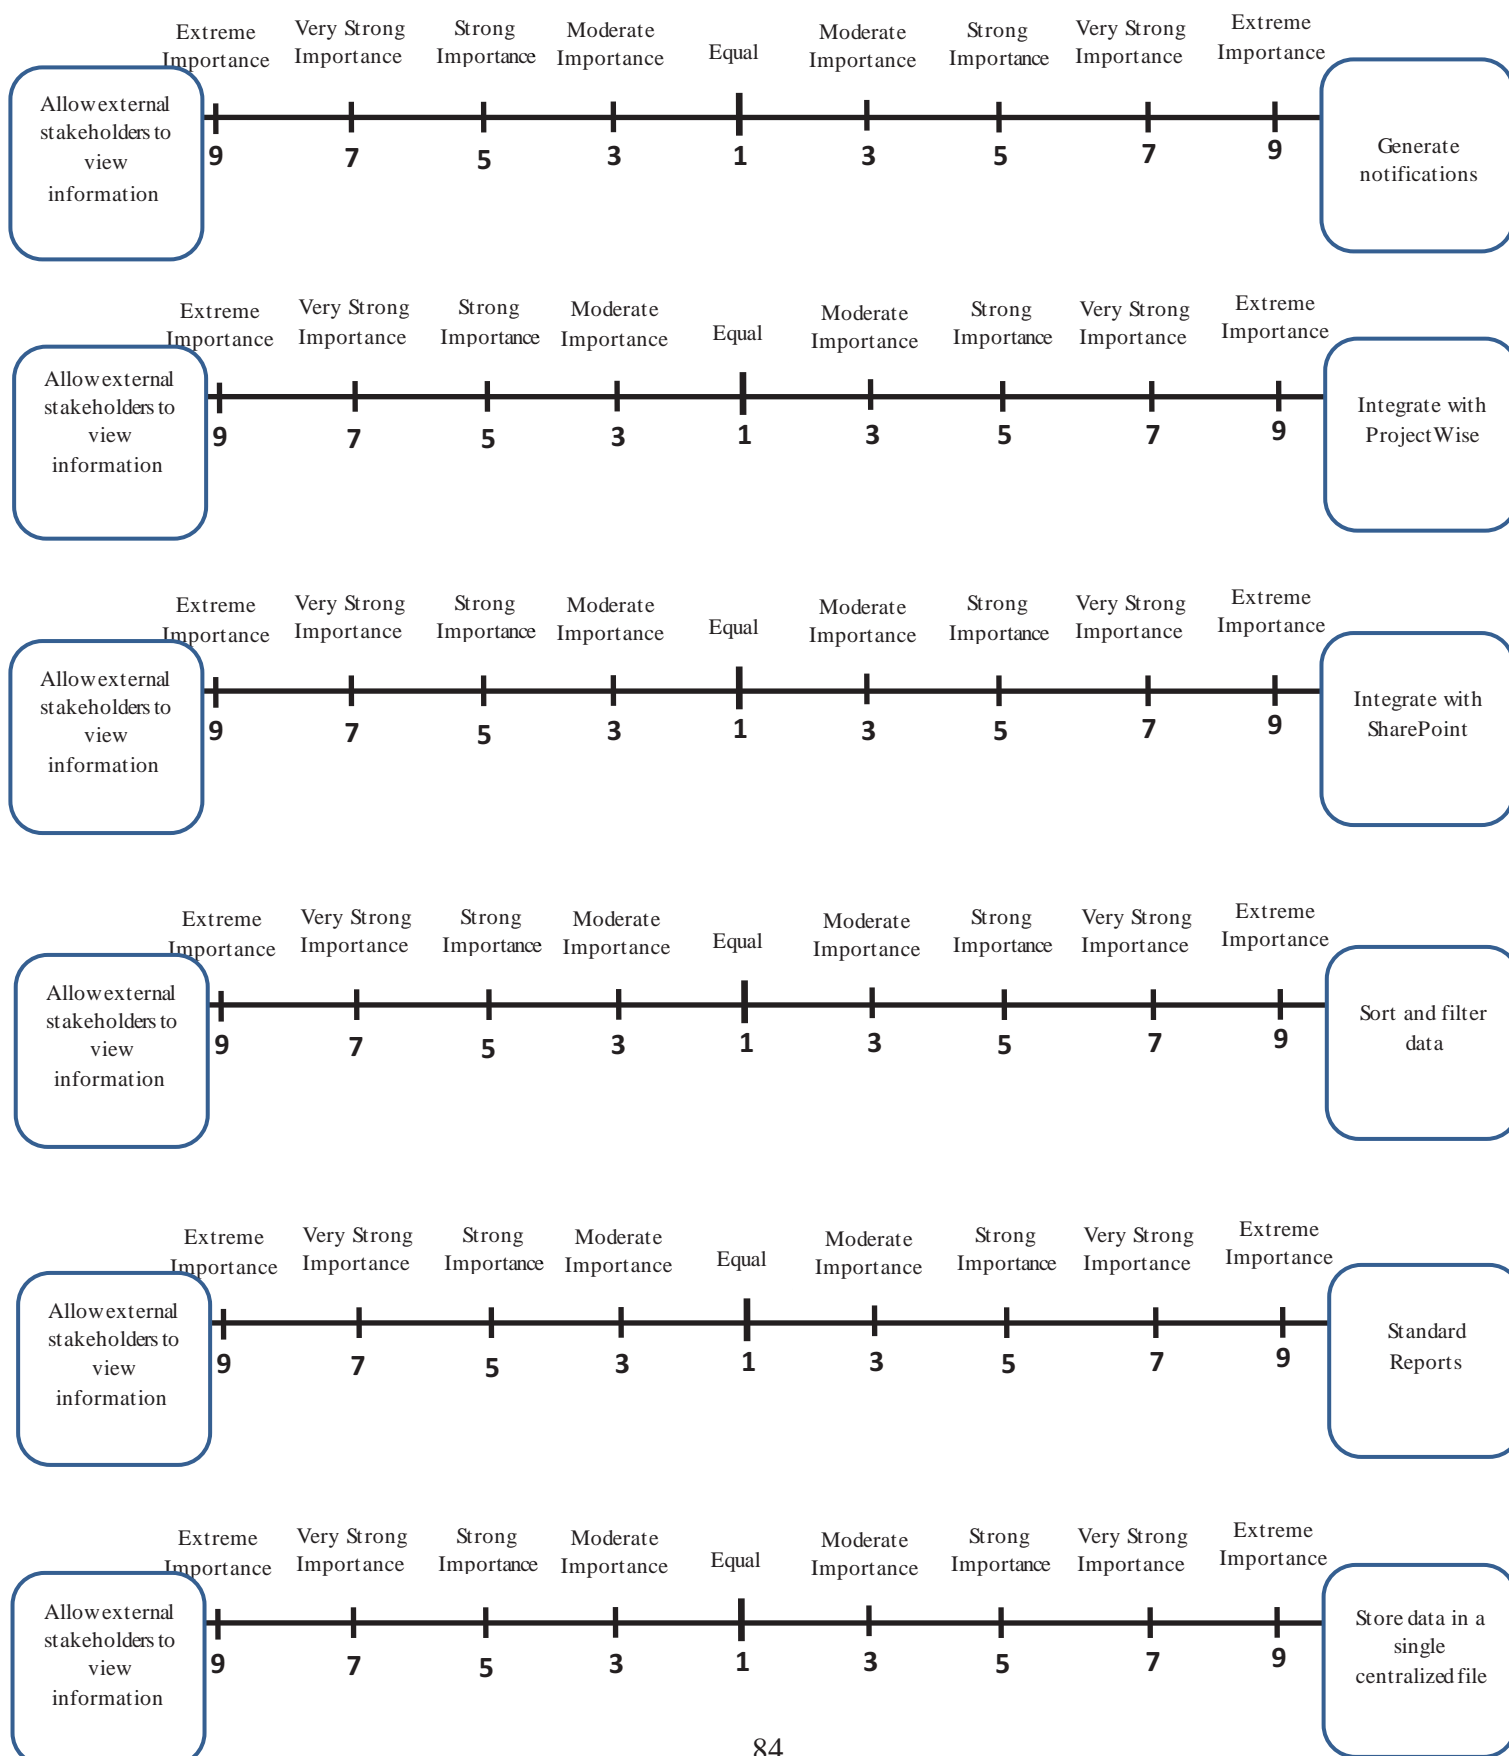 Extreme Importance
Very Strong Importance
Strong Importance
Moderate Importance
Equal
Moderate Importance
Strong Importance
Very Strong Importance
Extreme Importance
Allow external
stakeholders to
view
information
9 7 5 3 1 3 5 7 9
Generate
notifications
Extreme Importance
Very Strong Importance
Strong Importance
Moderate Importance
Equal
Moderate Importance
Strong Importance
Very Strong Importance
Extreme Importance
Allow external
stakeholders to
view
information
9 7 5 3 1 3 5 7 9
Integrate with
ProjectWise
Extreme Importance
Very Strong Importance
Strong Importance
Moderate Importance
Equal
Moderate Importance
Strong Importance
Very Strong Importance
Extreme Importance
Allow external
stakeholders to
view
information
9 7 5 3 1 3 5 7 9
Integrate with
SharePoint
Extreme Importance
Very Strong Importance
Strong Importance
Moderate Importance
Equal
Moderate Importance
Strong Importance
Very Strong Importance
Extreme Importance
Allow external
stakeholders to
view
information
9 7 5 3 1 3 5 7 9
Sort and filter
data
Extreme Importance
Very Strong Importance
Strong Importance
Moderate Importance
Equal
Moderate Importance
Strong Importance
Very Strong Importance
Extreme Importance
Allow external
stakeholders to
view
information
9 7 5 3 1 3 5 7 9
Standard
Reports
Extreme Importance
Very Strong Importance
Strong Importance
Moderate Importance
Equal
Moderate Importance
Strong Importance
Very Strong Importance
Extreme Importance
Allow external
stakeholders to
view
information
9 7 5 3 1 3 5 7 9
Store data in a
single
centralized file
84